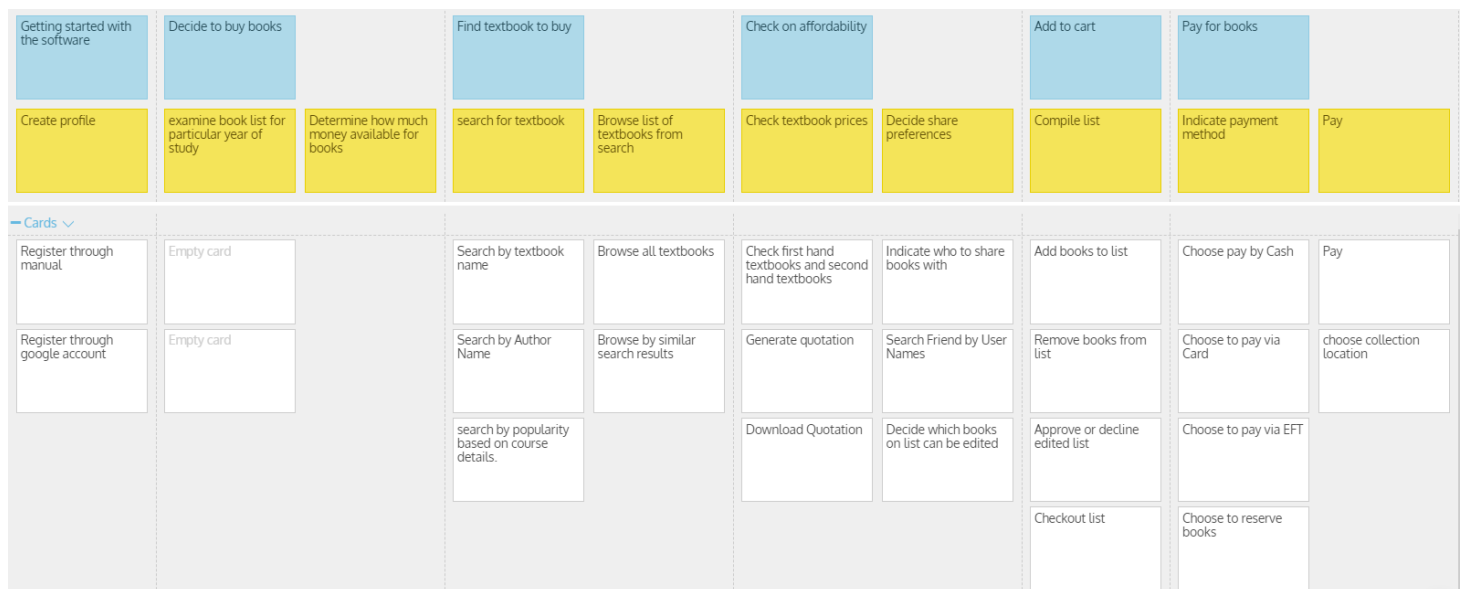 Getting started with
the software
Decide to buy books
Find textbook to buy
Check on affordability
Add to cart
Pay for books
Create profile
examine book list for
particular year of
study
Determine how much
money available for
books
search for textbook
Browse list of
textbooks from
search
Check textbook prices
Decide share
preferences
Compile list
Indicate payment
method
Pay
Cards
Register through
manual
Empty card
Search by textbook
name
Browse all textbooks
Check first hand
textbooks and second
hand textbooks
Indicate who to share
books with
Add books to list
Choose pay by Cash
Pay
Register through
google account
Empty card
Search by Author
Name
Browse by similar
search results
Generate quotation
Search Friend by User
Names
Remove books from
list
Choose to pay via
Card
choose collection
location
search by popularity
based on course
details.
Download Quotation
Decide which books
on list can be edited
Approve or decline
edited list
Choose to pay via EFT
Checkout list
Choose to reserve
books